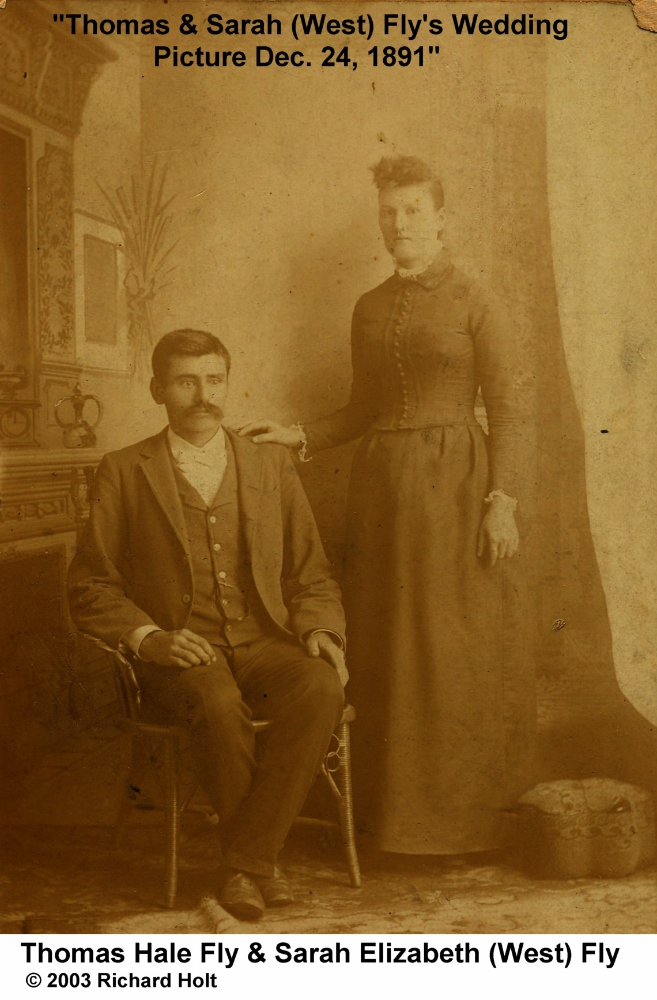 "Thomas & Sarah (West) Fly's Wedding
Picture Dec. 24, 1891"
Thomas Hale Fly & Sarah Elizabeth (West) Fly
© 2003 Richard Holt